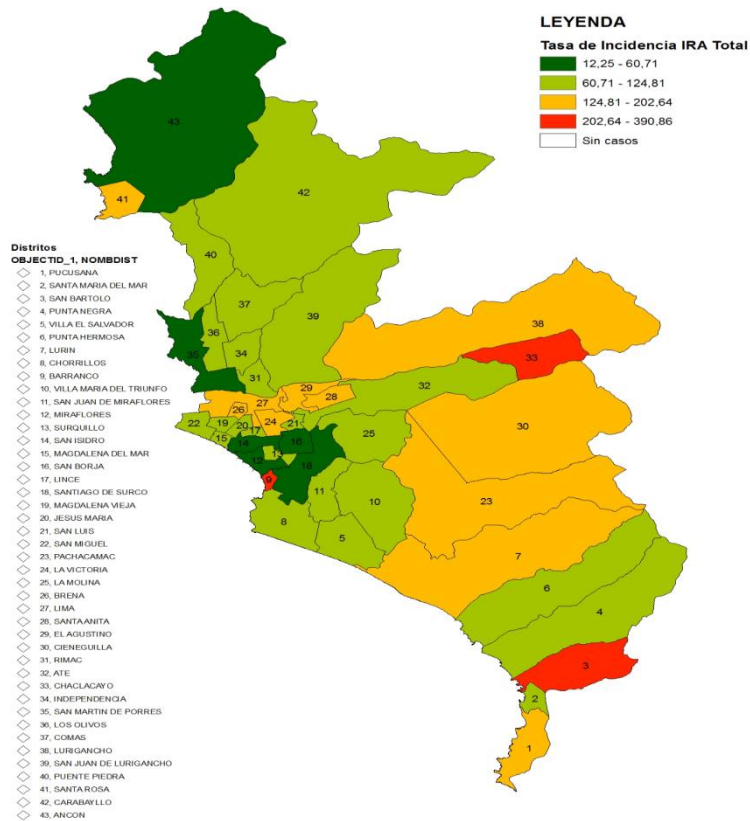 LEYENDA
Tasa de Incidencia IRA Total
12,25 - 60,71
60,71 - 124,81
124,81 - 202,64
202,64 - 390,86
Sin casos
43
42
41
40
37
39
38
36
35
34
33
31
32
29
28
27
26
24
22
19
20
17
21
15
14
16
25
30
13
12
18
9
11
10
23
8
5
7
6
4
3
2
1
Distritos
OBJECTID_1, NOMBDIST
1, PUCUSANA
2, SANTA MARIA DEL MAR
3, SAN BARTOLO
4, PUNTA NEGRA
5, VILLA EL SALVADOR
6, PUNTA HERMOSA
7, LURIN
8, CHORRILLOS
9, BARRANCO
10, VILLA MARIA DEL TRIUNFO
11, SAN JUAN DE MIRAFLORES
12, MIRAFLORES
13, SURQUILLO
14, SAN ISIDRO
15, MAGDALENA DEL MAR
16, SAN BORJA
17, LINCE
18, SANTIAGO DE SURCO
19, MAGDALENA VIEJA
20, JESUS MARIA
21, SAN LUIS
22, SAN MIGUEL
23, PACHACAMAC
24, LA VICTORIA
25, LA MOLINA
26, BRENA
27, LIMA
28, SANTA ANITA
29, EL AGUSTINO
30, CIENEGUILLA
31, RIMAC
32, ATE
33, CHACLACAYO
34, INDEPENDENCIA
35, SAN MARTIN DE PORRES
36, LOS OLIVOS
37, COMAS
38, LURIGANCHO
39, SAN JUAN DE LURIGANCHO
40, PUENTE PIEDRA
41, SANTA ROSA
42, CARABAYLLO
43, ANCON